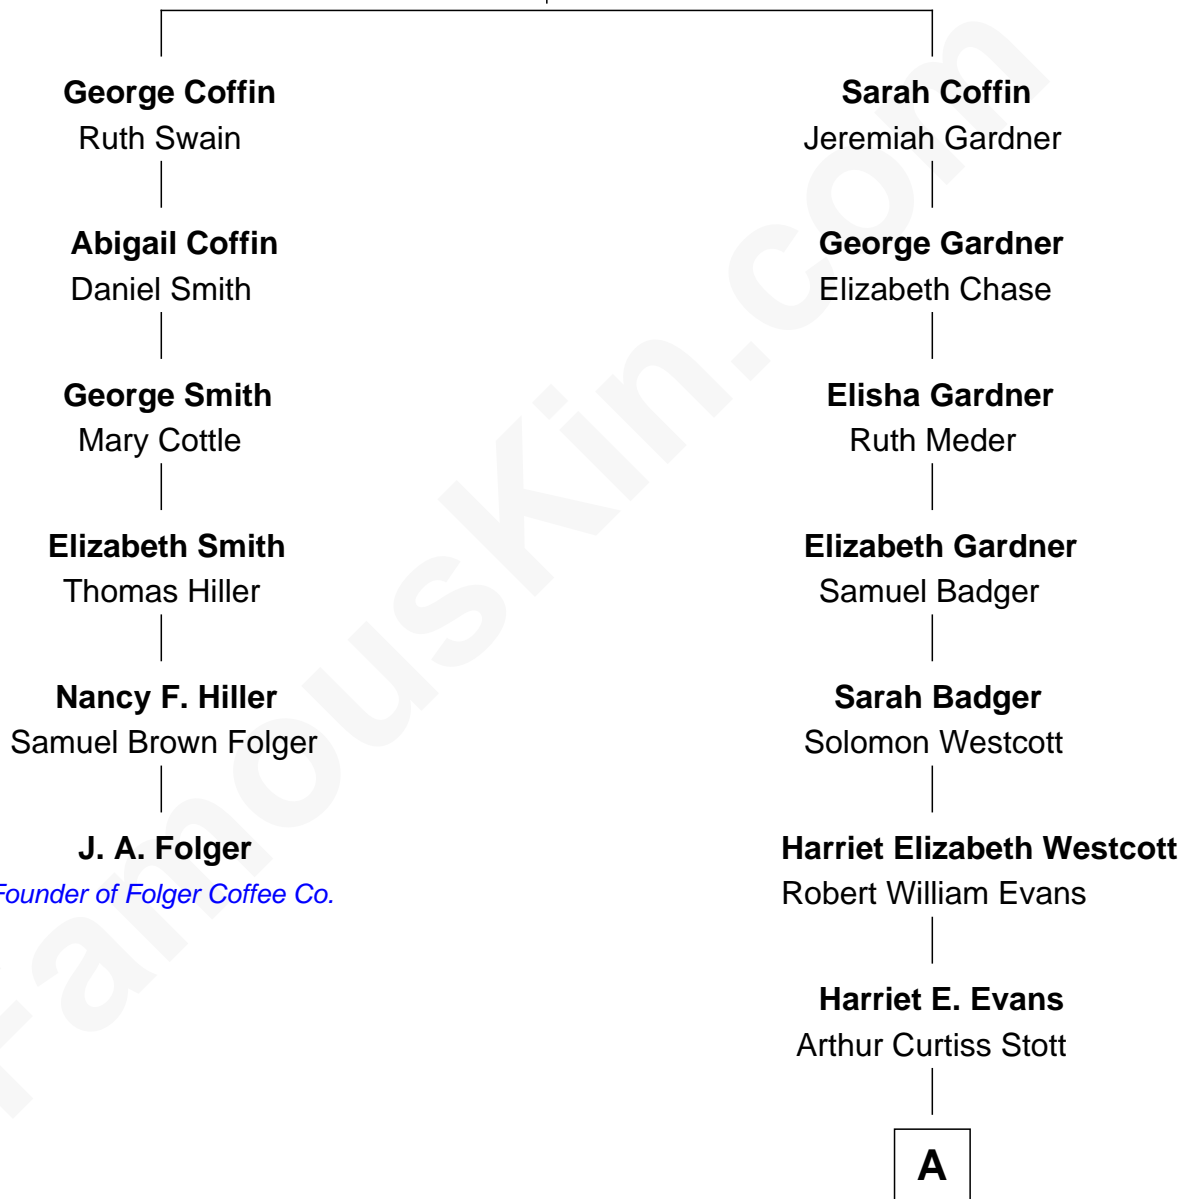 George Coffin
Ruth Swain
Sarah Coffin
Jeremiah Gardner
Abigail Coffin
Daniel Smith
George Gardner
Elizabeth Chase
George Smith
Mary Cottle
Elisha Gardner
Ruth Meder
Elizabeth Smith
Thomas Hiller
Elizabeth Gardner
Samuel Badger
Nancy F. Hiller
Samuel Brown Folger
Sarah Badger
Solomon Westcott
J. A. Folger
Founder of Folger Coffee Co.
Harriet Elizabeth Westcott
Robert William Evans
Harriet E. Evans
Arthur Curtiss Stott
A
FamousKin.com